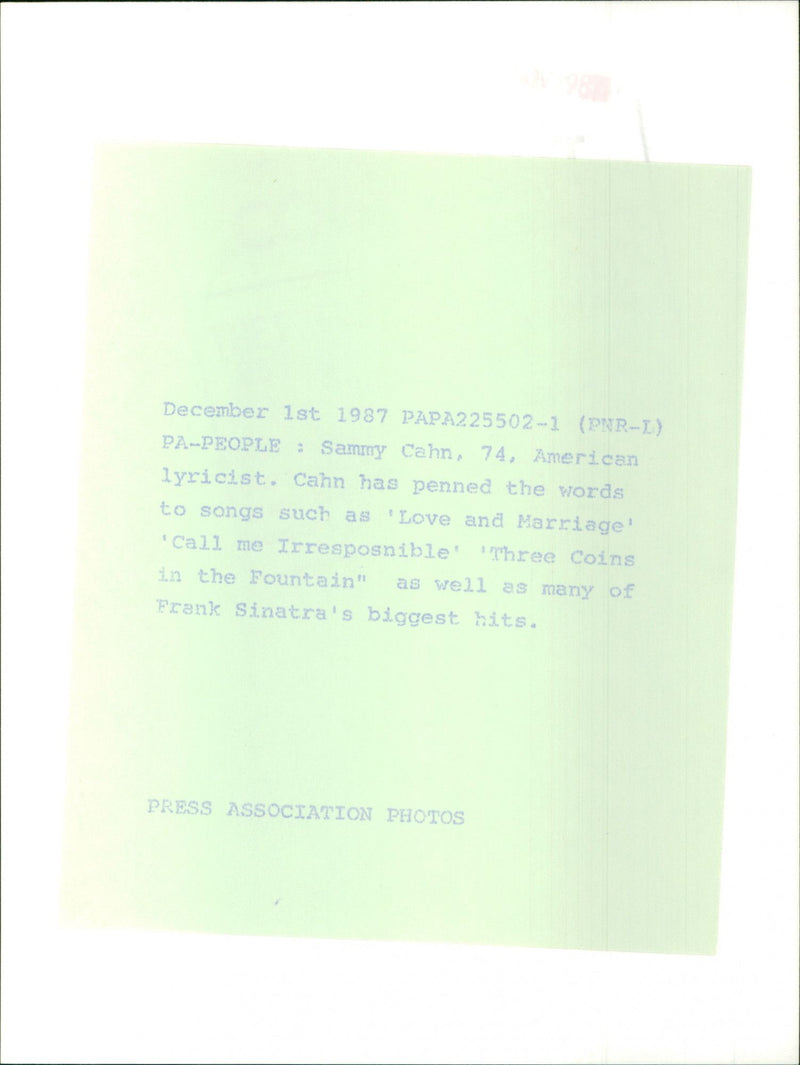 December 1st 1987 PAPA225502-1 (PNR-L)
PA-PEOPLE : Sammy Cahn, 74, American
lyricist. Cahn has penned the words
to songs such as 'Love and Marriage'
'Call me Irresposnible' 'Three Coins
in the Fountain" as well as many of
Frank Sinatra's biggest hits.
PRESS ASSOCIATION PHOTOS